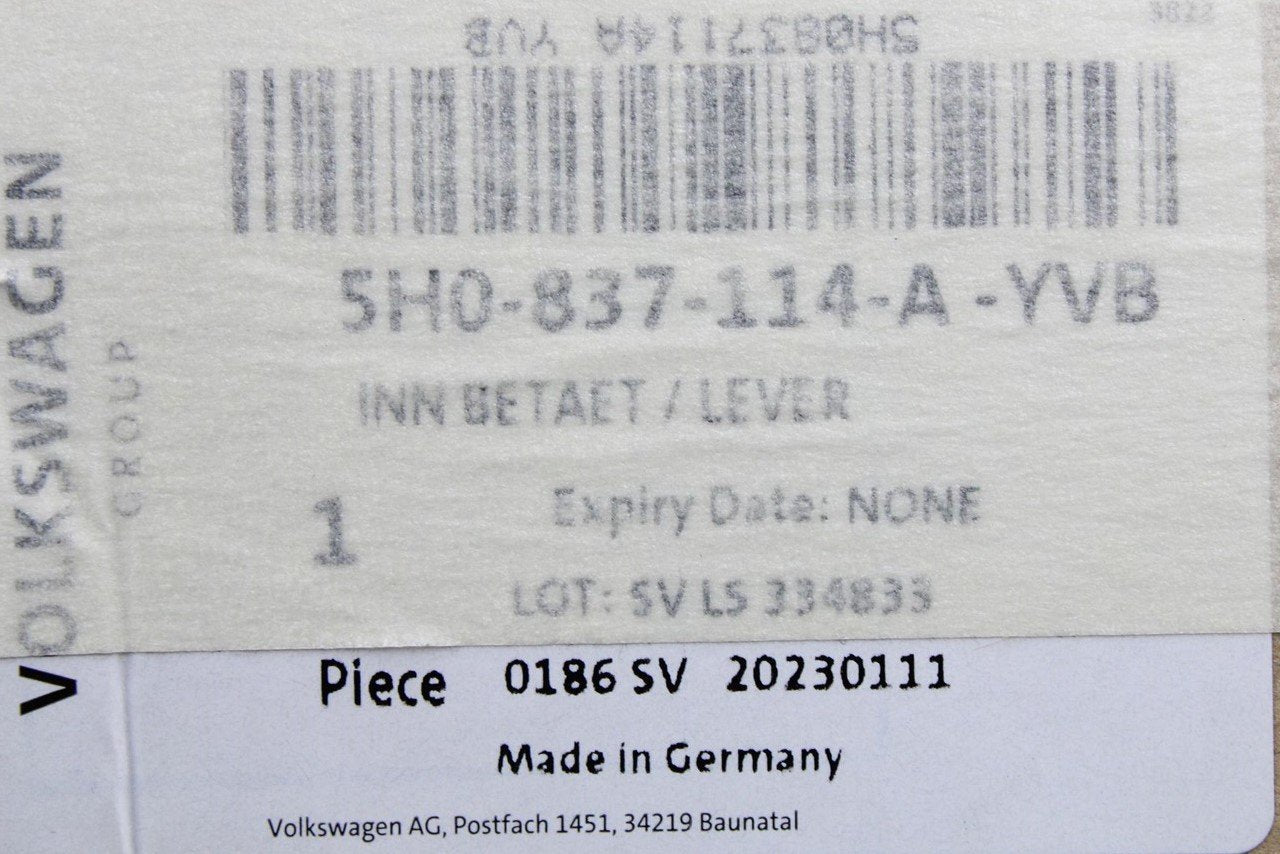 5H0837114A YVB
3822
5H0-837-114-A -YVB
INN BETAET / LEVER
1
Expiry Date: NONE
LOT: SV LS 334833
Piece
0186 SV 20230111
Made in Germany
Volkswagen AG, Postfach 1451, 34219 Baunatal
VOLKSWAGEN
GROUP